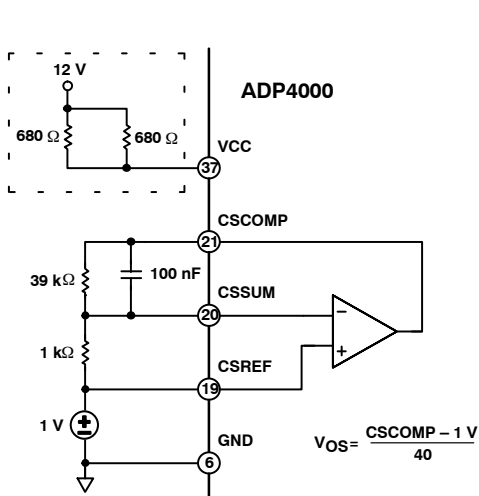 12 V
ADP4000
680 Ω
680 Ω
VCC
37
CSCOMP
21
39 kΩ
100 nF
CSSUM
20
–
1 kΩ
+
CSREF
19
1 V
GND
6
VOS= CSCOMP – 1 V
40